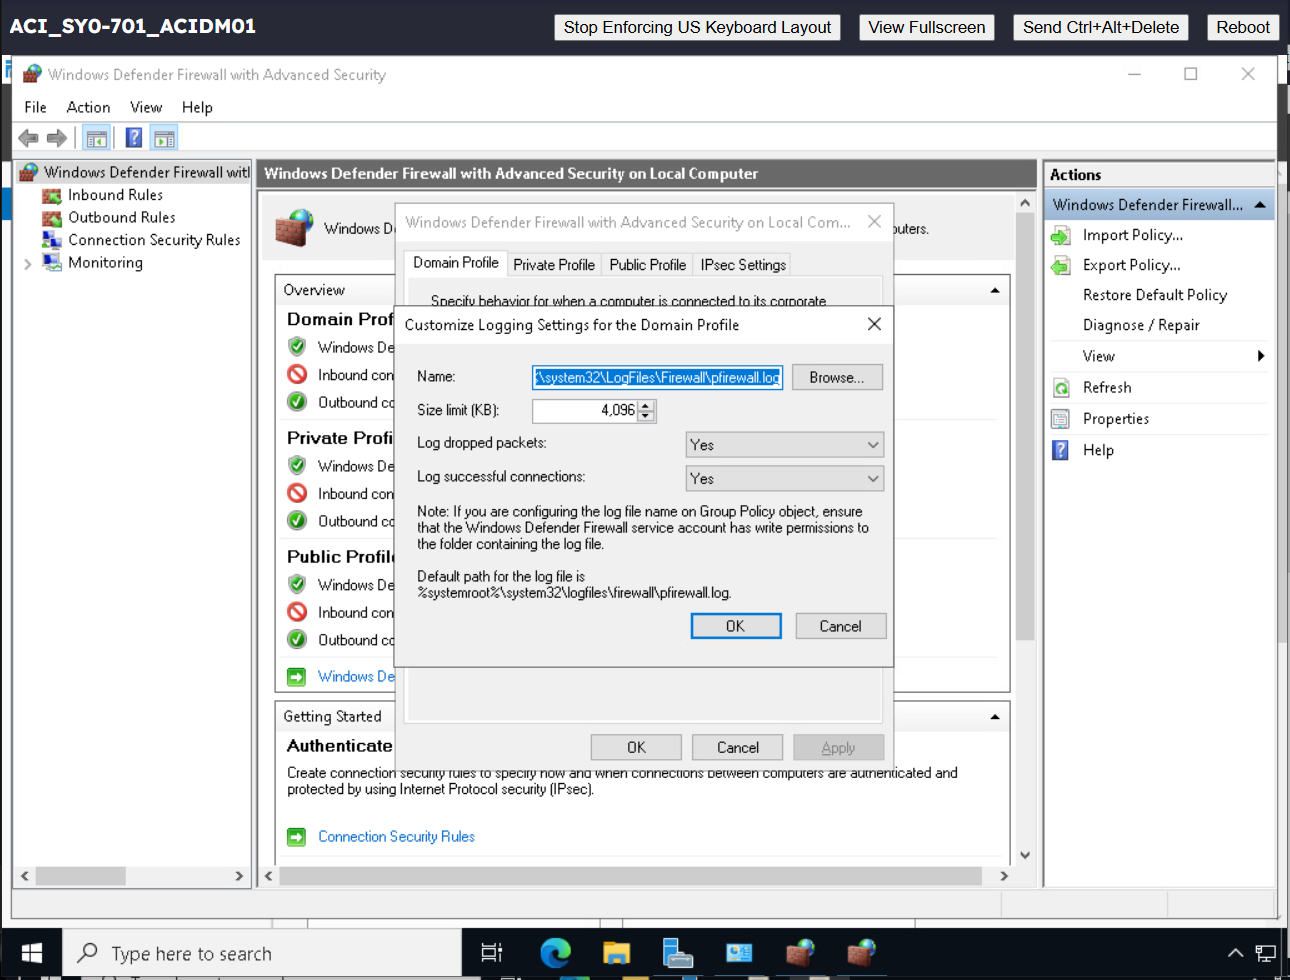 ACI_SY0-701_ACIDM01
Stop Enforcing US Keyboard Layout
View Fullscreen
Send Ctrl+Alt+Delete
Reboot
Windows Defender Firewall with Advanced Security
File Action View Help
Windows Defender Firewall wit
Inbound Rules
Outbound Rules
Connection Security Rules
Monitoring
Windows Defender Firewall with Advanced Security on Local Computer
Windows D
uters.
Overview
Domain Prof
Windows De
Inbound con
Outbound cc
Private Profi
Windows De
Inbound con
Outbound cc
Public Profile
Windows De
Inbound con
Outbound cc
Windows De
Getting Started
Authenticate
Create connection security rules to specify how and when connections between computers are authenticated and
protected by using Internet Protocol security (IPsec).
Connection Security Rules
Windows Defender Firewall with Advanced Security on Local Com...
Domain Profile Private Profile Public Profile IPsec Settings
Specify behavior for when a computer is connected to its corporate
Customize Logging Settings for the Domain Profile
Name:
\system32\LogFiles\Firewall\pfirewall.log
Browse...
Size limit (KB):
4,096
Log dropped packets:
Yes
Log successful connections:
Yes
Note: If you are configuring the log file name on Group Policy object, ensure
that the Windows Defender Firewall service account has write permissions to
the folder containing the log file.
Default path for the log file is
%systemroot%\system32\logfiles\firewall\pfirewall.log.
OK
Cancel
OK
Cancel
Apply
Actions
Windows Defender Firewall...
Import Policy...
Export Policy...
Restore Default Policy
Diagnose / Repair
View
Refresh
Properties
Help
Type here to search